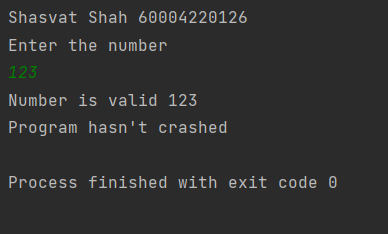 Shasvat Shah 60004220126
Enter the number
123
Number is valid 123
Program hasn't crashed
Process finished with exit code 0